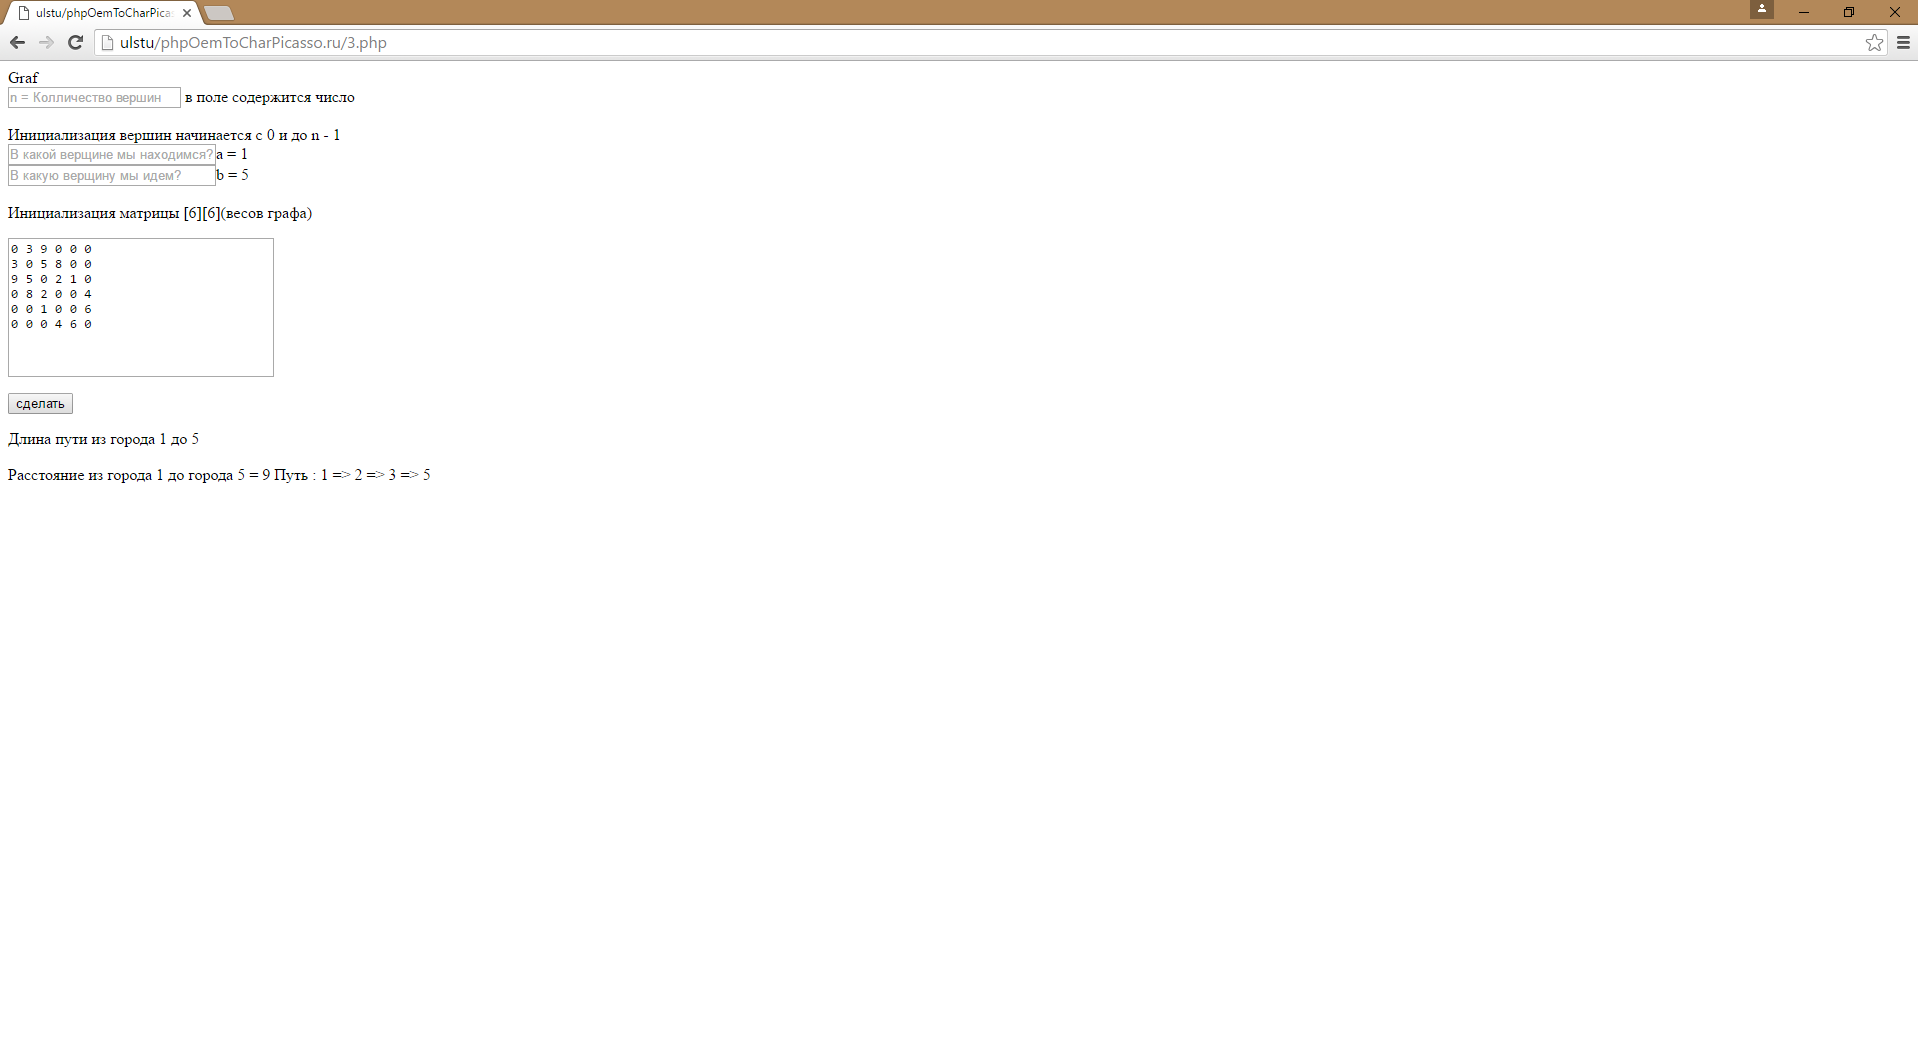 ulstu/phpOemToCharPica
ulstu/phpOemToCharPicasso.ru/3.php
Graf
n = Колличество вершин в поле содержится число
Инициализация вершин начинается с 0 и до n - 1
В какой верщине мы находимся? a = 1
В какую верщину мы идем? b = 5
Инициализация матрицы [6][6](весов графа)
0 3 9 0 0 0
3 0 5 8 0 0
9 5 0 2 1 0
0 8 2 0 0 4
0 0 1 0 0 6
0 0 0 4 6 0
сделать
Длина пути из города 1 до 5
Расстояние из города 1 до города 5 = 9 Путь : 1 => 2 => 3 => 5